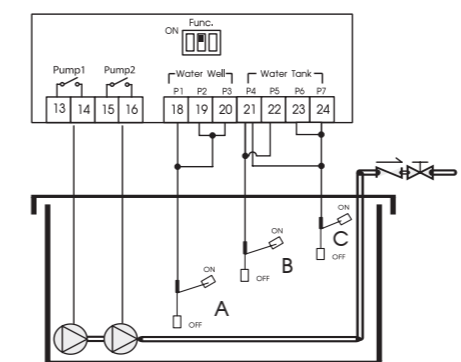 Func.
ON
Pump1 Pump2 Water Well Water Tank
P1 P2 P3 P4 P5 P6 P7
13 14 15 16 18 19 20 21 22 23 24
ON
C
OFF
ON
B
OFF
ON
A
OFF